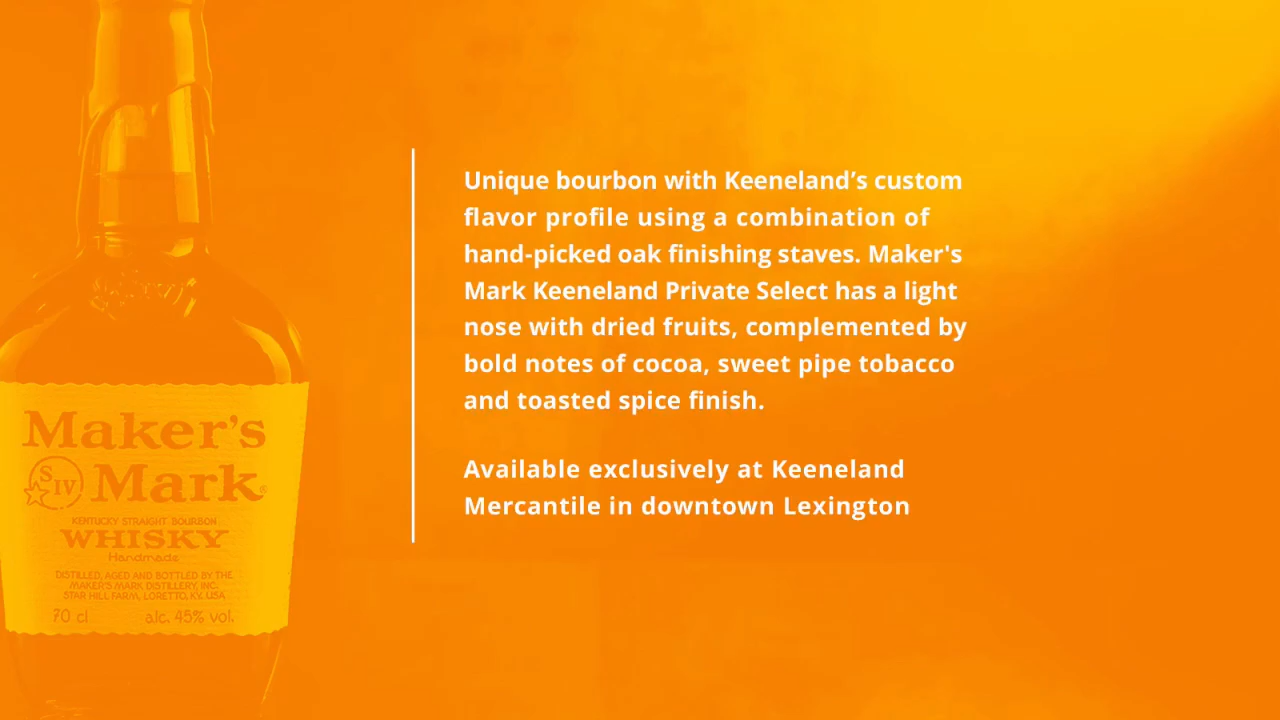 Unique bourbon with Keeneland’s custom
flavor profile using a combination of
hand-picked oak finishing staves. Maker's
Mark Keeneland Private Select has a light
nose with dried fruits, complemented by
bold notes of cocoa, sweet pipe tobacco
and toasted spice finish.
Available exclusively at Keeneland
Mercantile in downtown Lexington
Maker’s
SIV Mark®
KENTUCKY STRAIGHT BOURBON
WHISKY
Handmade
DISTILLED, AGED AND BOTTLED BY THE
MAKER'S MARK DISTILLERY, INC.
STAR HILL FARM, LORETTO, KY. USA
70 cl alc. 45% vol.